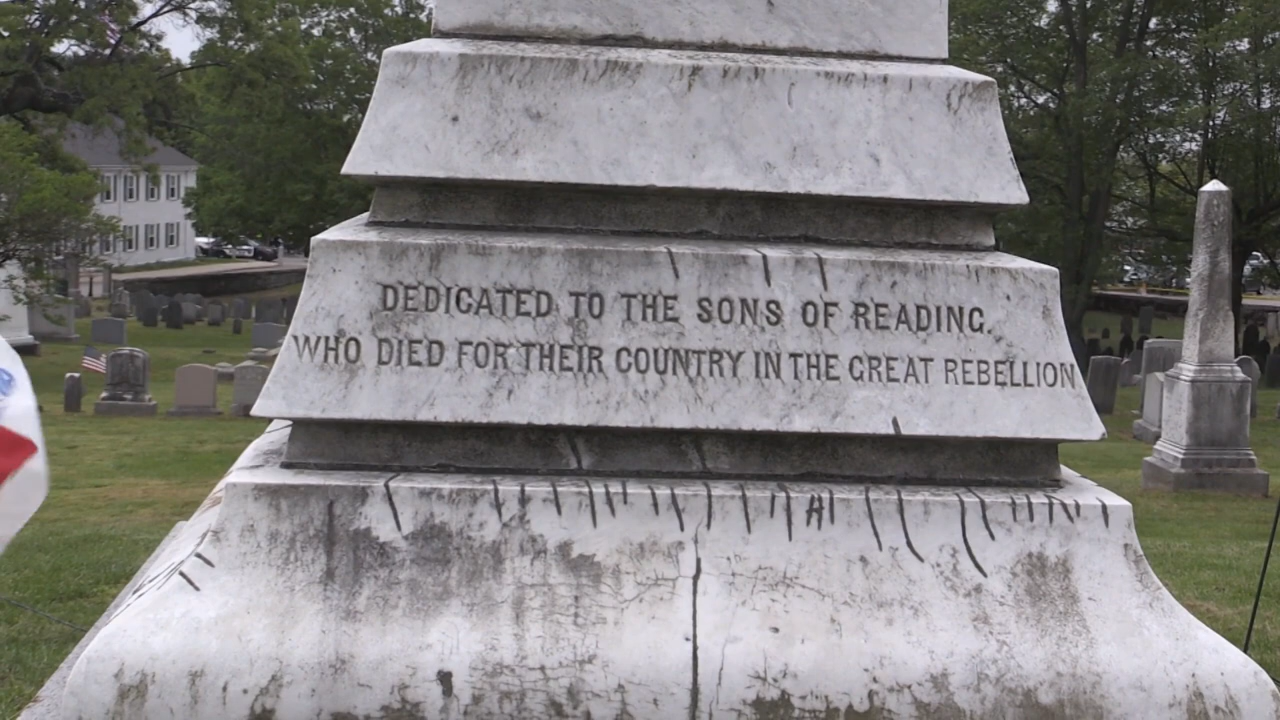 DEDICATED TO THE SONS OF READING.
WHO DIED FOR THEIR COUNTRY IN THE GREAT REBELLION